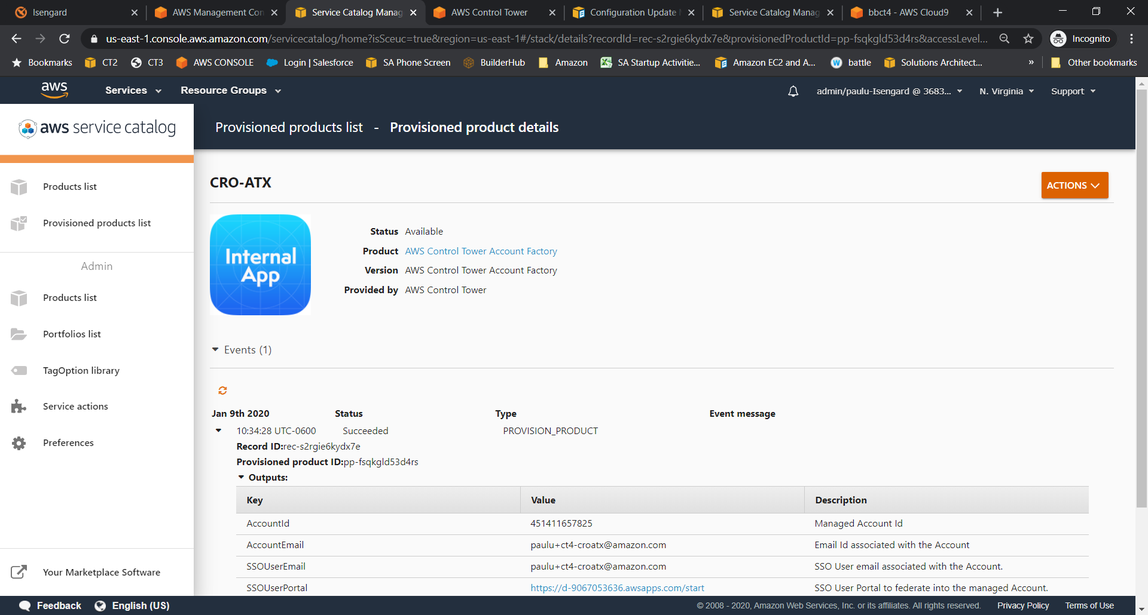 Isengard
AWS Management Con
Service Catalog Manag
AWS Control Tower
Configuration Update
Service Catalog Manag
bbct4 - AWS Cloud9
us-east-1.console.aws.amazon.com/servicecatalog/home?isSceuc=true&region=us-east-1#/stack/details?recordId=rec-s2rgie6kydx7e&provisionedProductId=pp-fsqkgld53d4rs&accessLevel...
Incognito
Bookmarks
CT2
CT3
AWS CONSOLE
Login | Salesforce
SA Phone Screen
BuilderHub
Amazon
SA Startup Activitie...
Amazon EC2 and A...
battle
Solutions Architect...
»
Other bookmarks
aws
Services
Resource Groups
admin/paulu-Isengard @ 3683...
N. Virginia
Support
aws service catalog
Provisioned products list - Provisioned product details
Products list
Provisioned products list
Admin
Products list
Portfolios list
TagOption library
Service actions
Preferences
Your Marketplace Software
CRO-ATX
ACTIONS
Internal
App
Status Available
Product AWS Control Tower Account Factory
Version AWS Control Tower Account Factory
Provided by AWS Control Tower
Events (1)
Jan 9th 2020 Status Type Event message
10:34:28 UTC-0600 Succeeded PROVISION_PRODUCT
Record ID:rec-s2rgie6kydx7e
Provisioned product ID:pp-fsqkgld53d4rs
Outputs:
Key Value Description
AccountId 451411657825 Managed Account Id
AccountEmail paulu+ct4-croatx@amazon.com Email Id associated with the Account
SSOUserEmail paulu+ct4-croatx@amazon.com SSO User email associated with the Account.
SSOUserPortal https://d-9067053636.awsapps.com/start SSO User Portal to federate into the managed Account.
Feedback
English (US)
© 2008 - 2020, Amazon Web Services, Inc. or its affiliates. All rights reserved.
Privacy Policy
Terms of Use